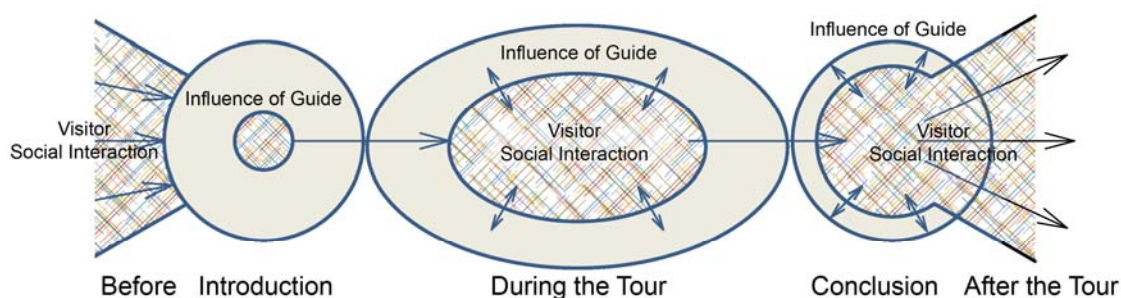 Influence of Guide
Visitor
Social Interaction
Influence of Guide
Visitor
Social Interaction
Influence of Guide
Visitor
Social Interaction
Before
Introduction
During the Tour
Conclusion
After the Tour